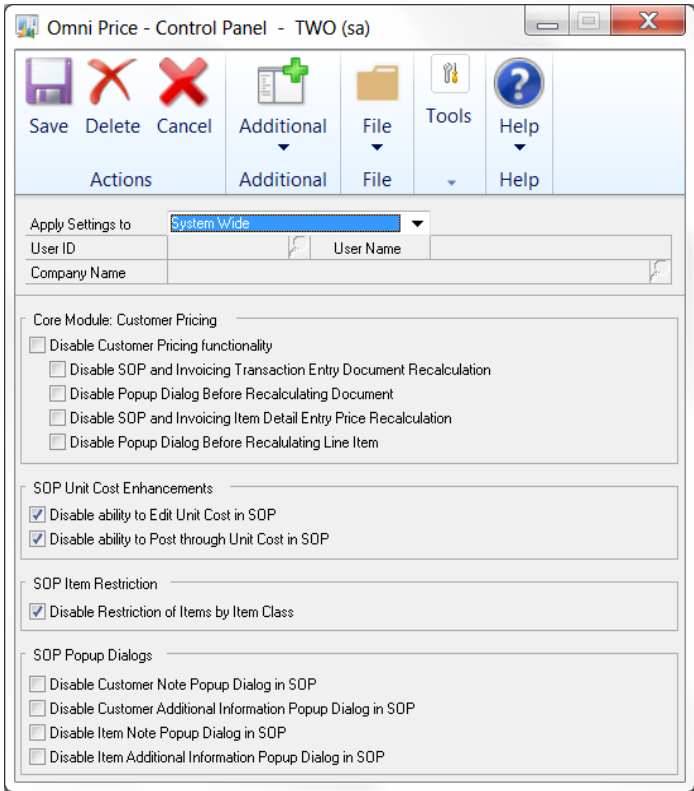 Omni Price - Control Panel - TWO (sa)
Save Delete Cancel Additional File Tools Help
Actions Additional File Help
Apply Settings to System Wide
User ID User Name
Company Name
Core Module: Customer Pricing
Disable Customer Pricing functionality
Disable SOP and Invoicing Transaction Entry Document Recalculation
Disable Popup Dialog Before Recalculating Document
Disable SOP and Invoicing Item Detail Entry Price Recalculation
Disable Popup Dialog Before Recalulating Line Item
SOP Unit Cost Enhancements
Disable ability to Edit Unit Cost in SOP
Disable ability to Post through Unit Cost in SOP
SOP Item Restriction
Disable Restriction of Items by Item Class
SOP Popup Dialogs
Disable Customer Note Popup Dialog in SOP
Disable Customer Additional Information Popup Dialog in SOP
Disable Item Note Popup Dialog in SOP
Disable Item Additional Information Popup Dialog in SOP